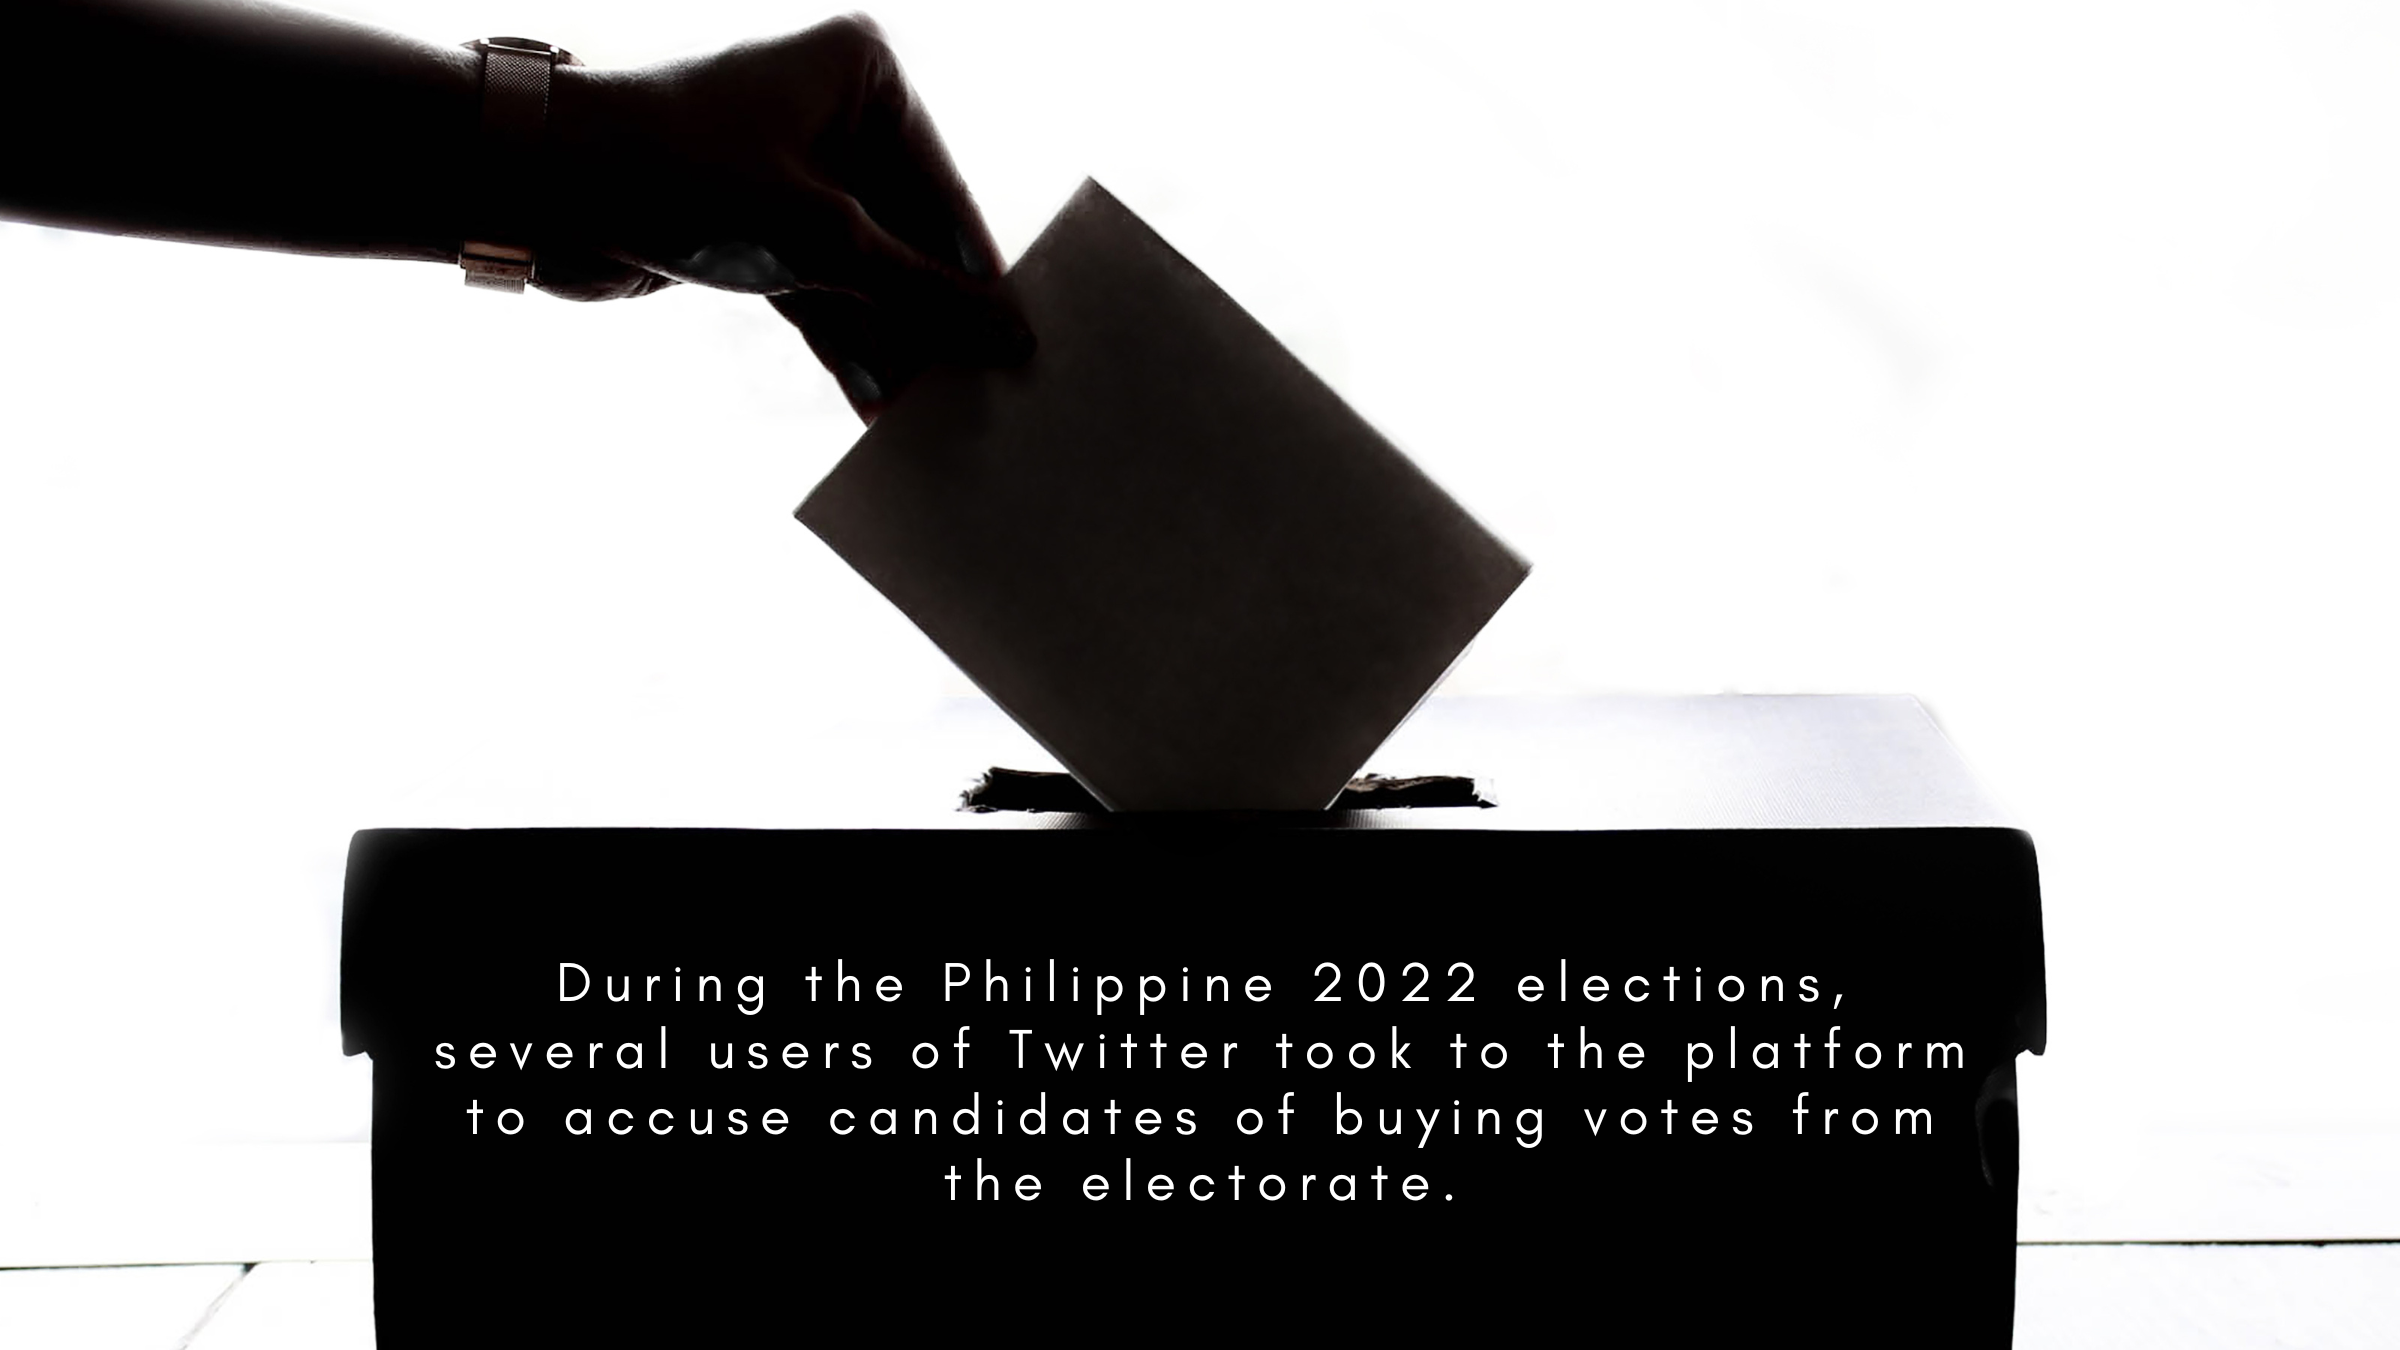 During the Philippine 2022 elections,
several users of Twitter took to the platform
to accuse candidates of buying votes from
the electorate.